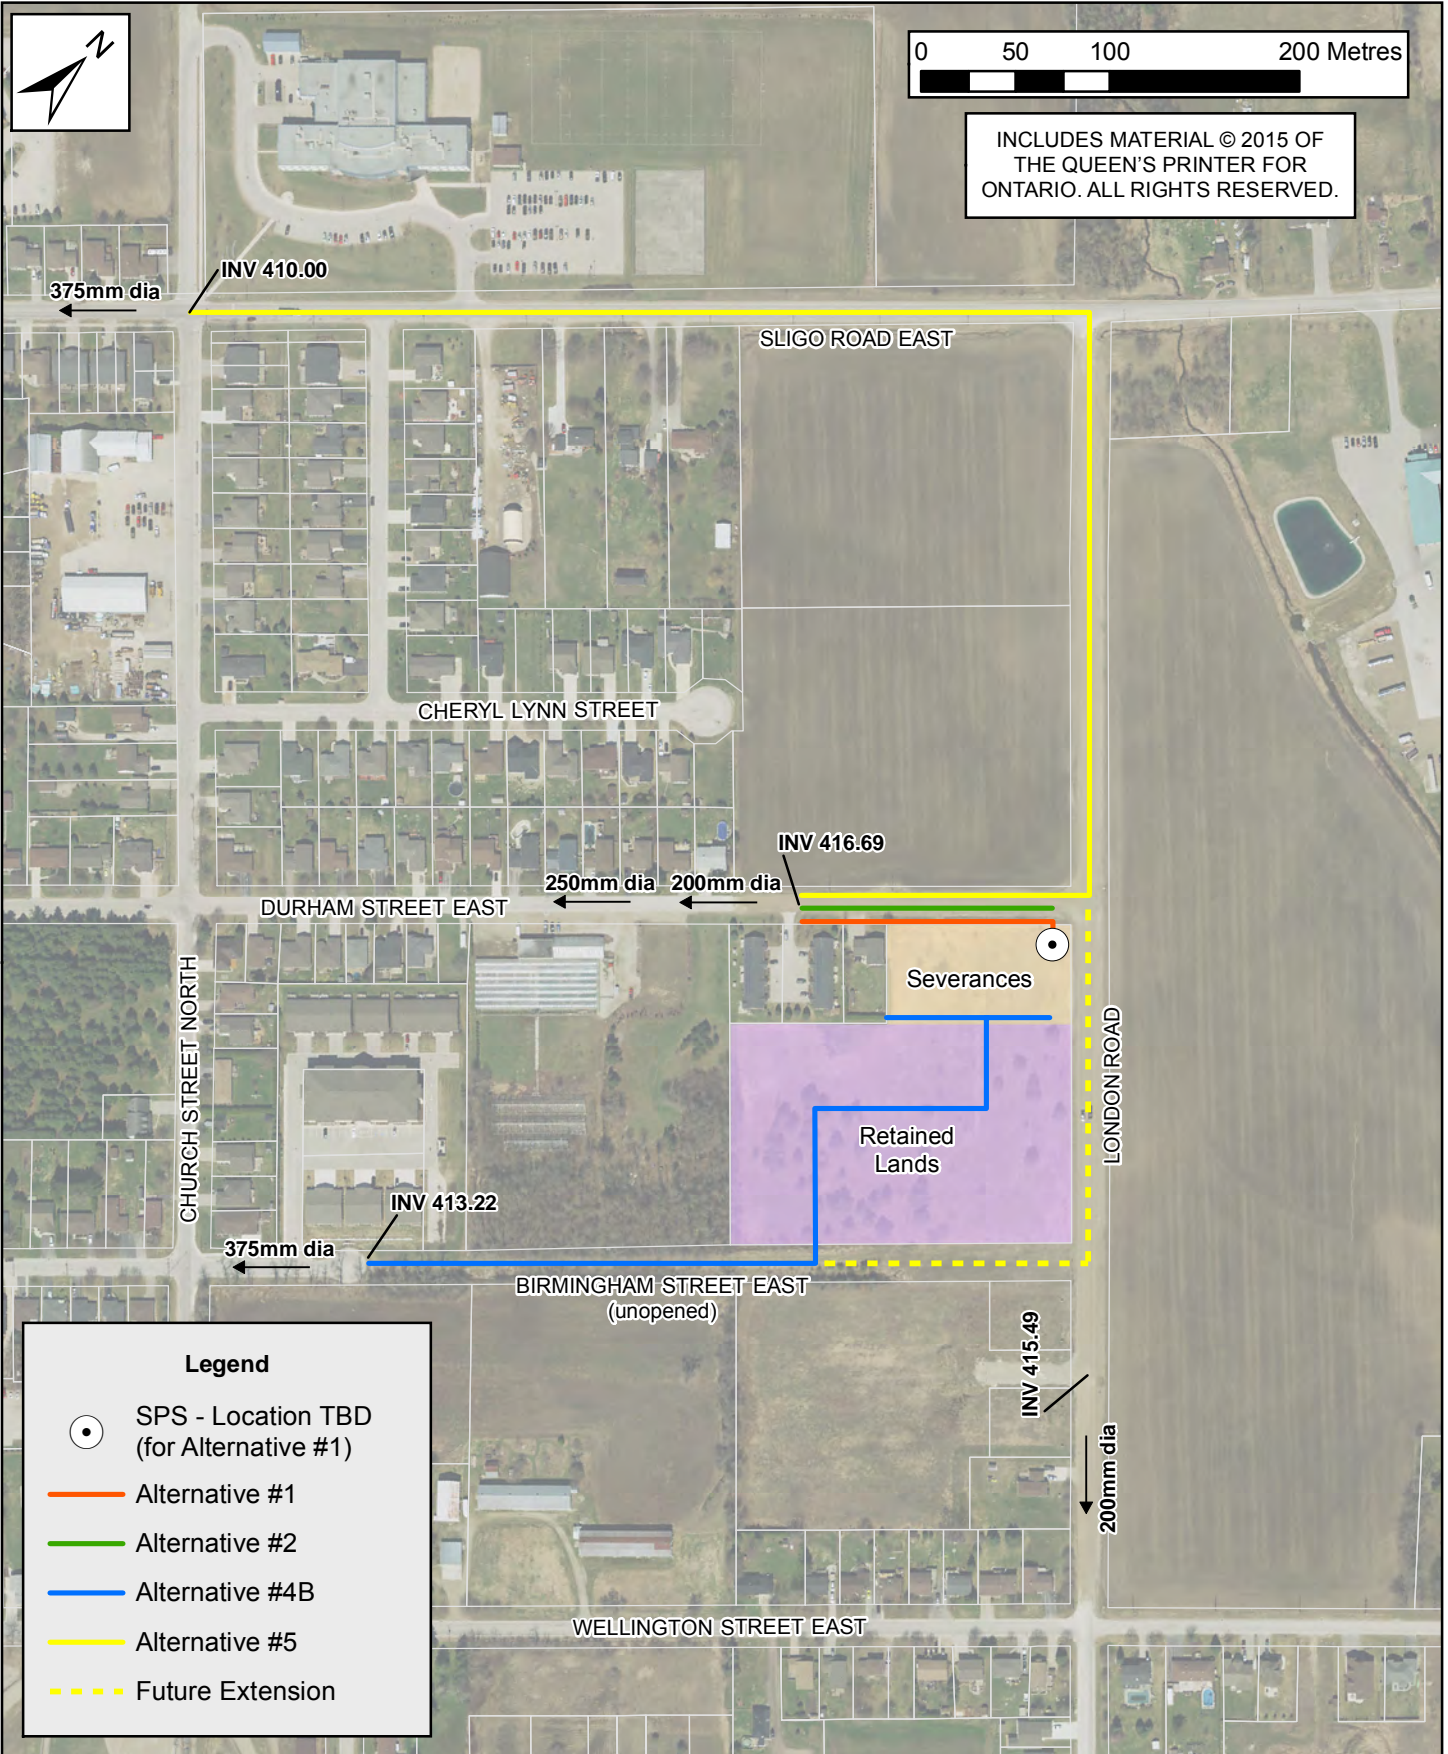 N
0 50 100 200 Metres
INCLUDES MATERIAL © 2015 OF
THE QUEEN'S PRINTER FOR
ONTARIO. ALL RIGHTS RESERVED.
INV 410.00
375mm dia
SLIGO ROAD EAST
CHERYL LYNN STREET
INV 416.69
250mm dia 200mm dia
DURHAM STREET EAST
Severances
CHURCH STREET NORTH
LONDON ROAD
Retained
Lands
INV 413.22
375mm dia
BIRMINGHAM STREET EAST
(unopened)
INV 415.49
200mm dia
WELLINGTON STREET EAST
Legend
SPS - Location TBD
(for Alternative #1)
Alternative #1
Alternative #2
Alternative #4B
Alternative #5
Future Extension